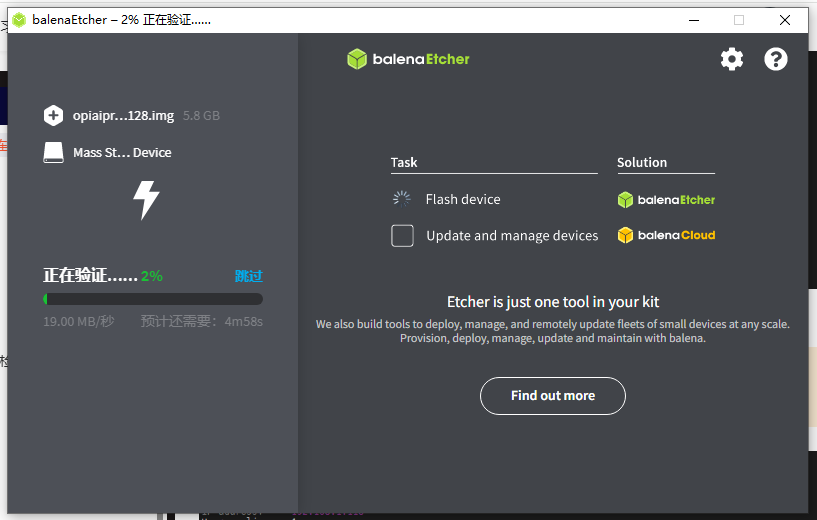 balenaEtcher – 2% 正在验证......
balenaEtcher
opiaipr…128.img 5.8 GB
Mass St… Device
正在验证...... 2% 跳过
19.00 MB/秒 预计还需要：4m58s
Task Solution
Flash device balenaEtcher
Update and manage devices balenaCloud
Etcher is just one tool in your kit
We also build tools to deploy, manage, and remotely update fleets of small devices at any scale.
Provision, deploy, manage, update and maintain with balena.
Find out more